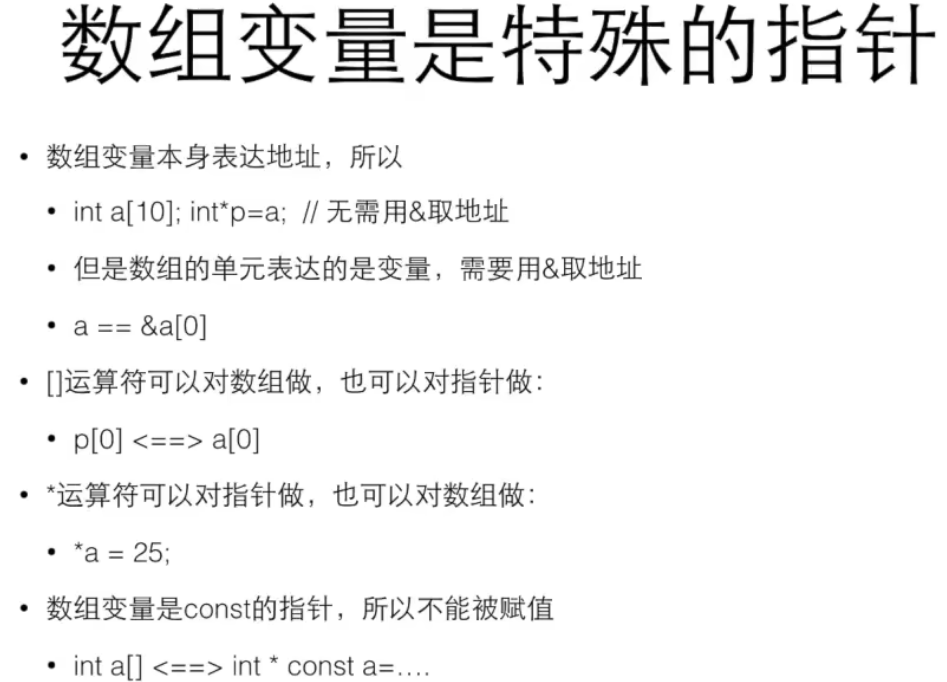 数组变量是特殊的指针
• 数组变量本身表达地址，所以
• int a[10]; int*p=a; // 无需用&取地址
• 但是数组的单元表达的是变量，需要用&取地址
• a == &a[0]
• []运算符可以对数组做，也可以对指针做：
• p[0] <==> a[0]
• *运算符可以对指针做，也可以对数组做：
• *a = 25;
• 数组变量是const的指针，所以不能被赋值
• int a[] <==> int * const a=….